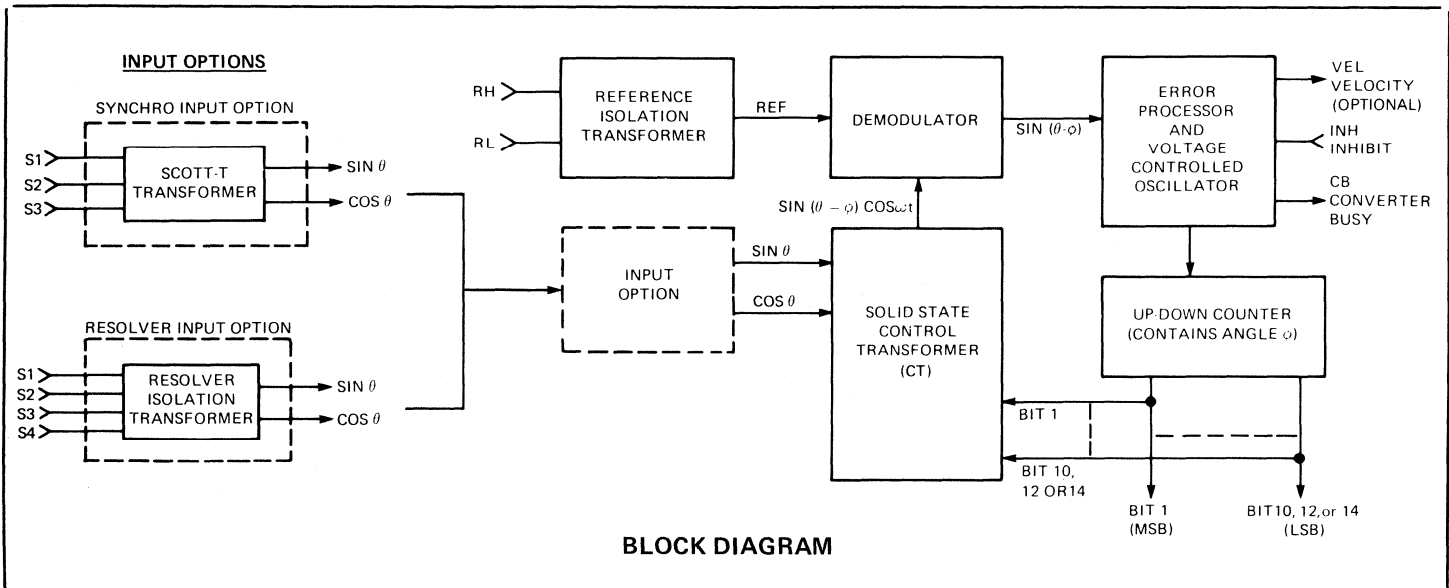 INPUT OPTIONS
SYNCHRO INPUT OPTION
S1
S2
S3
SCOTT-T
TRANSFORMER
SIN θ
COS θ
RESOLVER INPUT OPTION
S1
S2
S3
S4
RESOLVER
ISOLATION
TRANSFORMER
SIN θ
COS θ
RH
RL
REFERENCE
ISOLATION
TRANSFORMER
REF
DEMODULATOR
SIN (θ-φ)
ERROR
PROCESSOR
AND
VOLTAGE
CONTROLLED
OSCILLATOR
VEL
VELOCITY
(OPTIONAL)
INH
INHIBIT
CB
CONVERTER
BUSY
SIN (θ – φ) COSωt
INPUT
OPTION
SIN θ
COS θ
SOLID STATE
CONTROL
TRANSFORMER
(CT)
UP-DOWN COUNTER
(CONTAINS ANGLE φ)
BIT 1
BIT 10,
12 OR14
BIT 1
(MSB)
BIT10, 12, or 14
(LSB)
BLOCK DIAGRAM